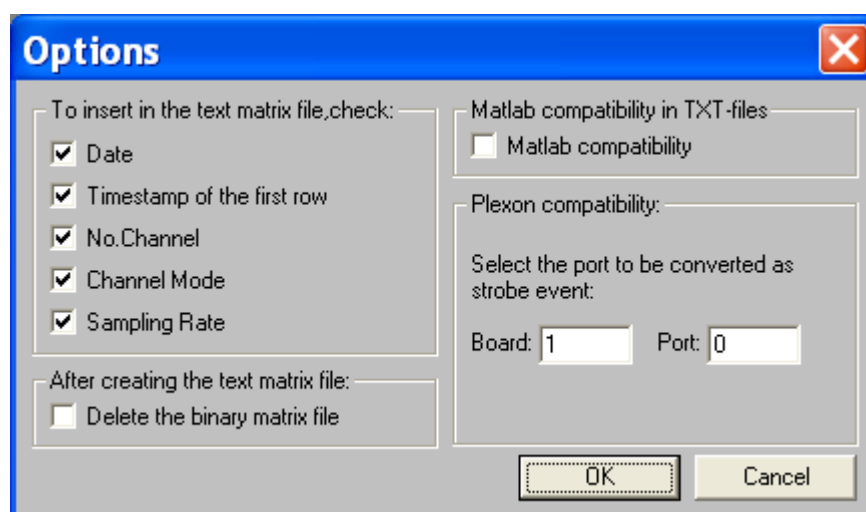 Options
To insert in the text matrix file,check:
Date
Timestamp of the first row
No.Channel
Channel Mode
Sampling Rate
After creating the text matrix file:
Delete the binary matrix file
Matlab compatibility in TXT-files
Matlab compatibility
Plexon compatibility:
Select the port to be converted as
strobe event:
Board: 1 Port: 0
OK Cancel